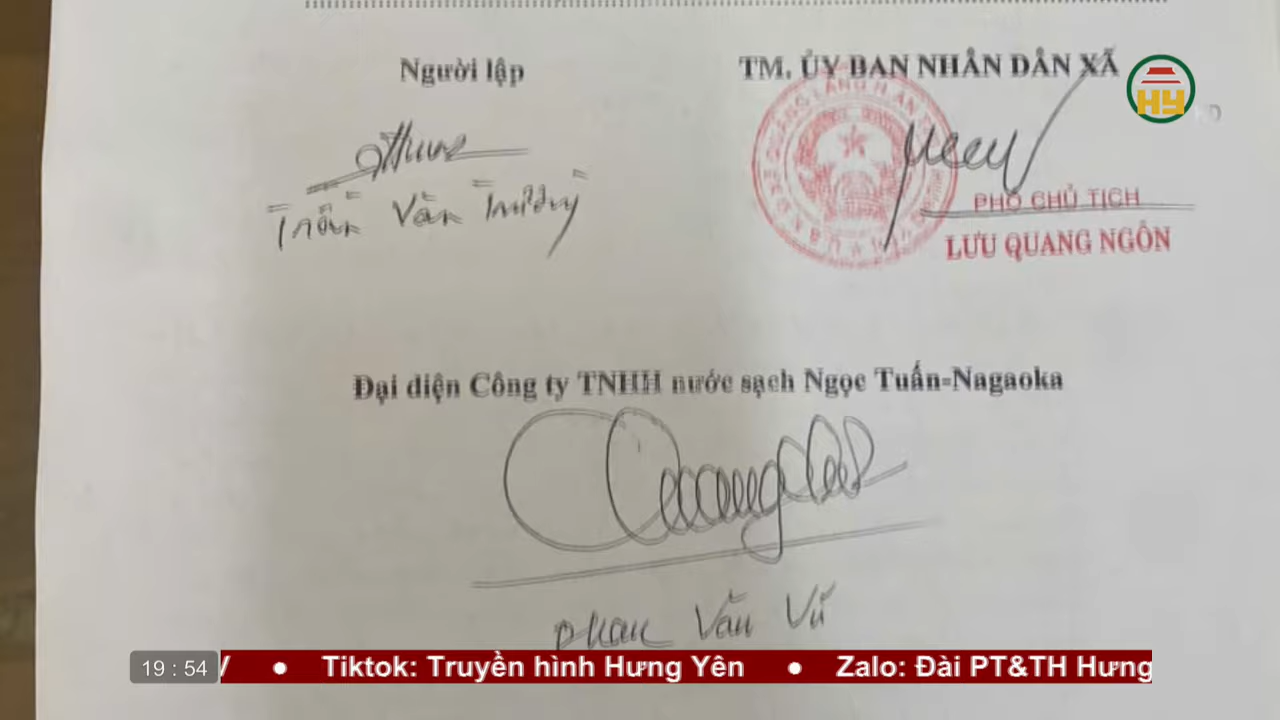 Người lập
TM. ỦY BAN NHÂN DÂN XÃ
HY
Trần Văn Trường
PHÓ CHỦ TỊCH
LƯU QUANG NGÔN
Đại diện Công ty TNHH nước sạch Ngọc Tuấn-Nagaoka
Phan Văn Vũ
19 : 54
V ● Tiktok: Truyền hình Hưng Yên ● Zalo: Đài PT&TH Hưng